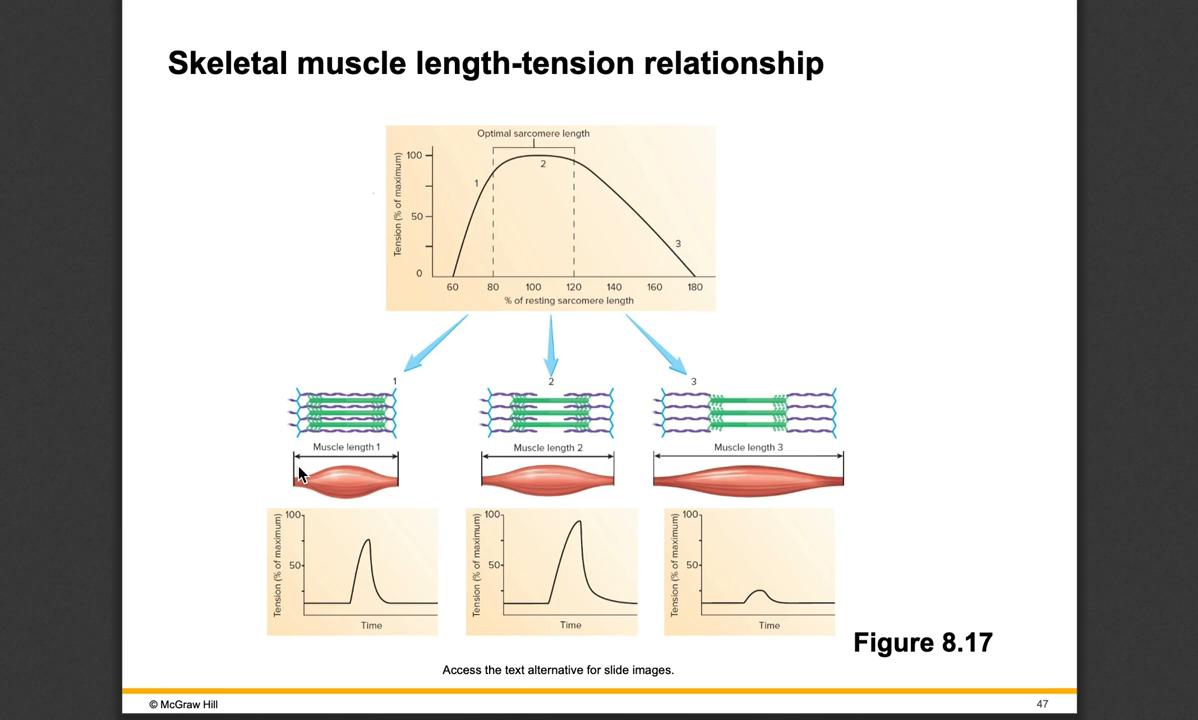 Skeletal muscle length-tension relationship
Optimal sarcomere length
Tension (% of maximum)
100
50
0
1
2
3
60 80 100 120 140 160 180
% of resting sarcomere length
1 2 3
Muscle length 1 Muscle length 2 Muscle length 3
Tension (% of maximum)
100
50
Time
Tension (% of maximum)
100
50
Time
Tension (% of maximum)
100
50
Time
Figure 8.17
Access the text alternative for slide images.
© McGraw Hill 47